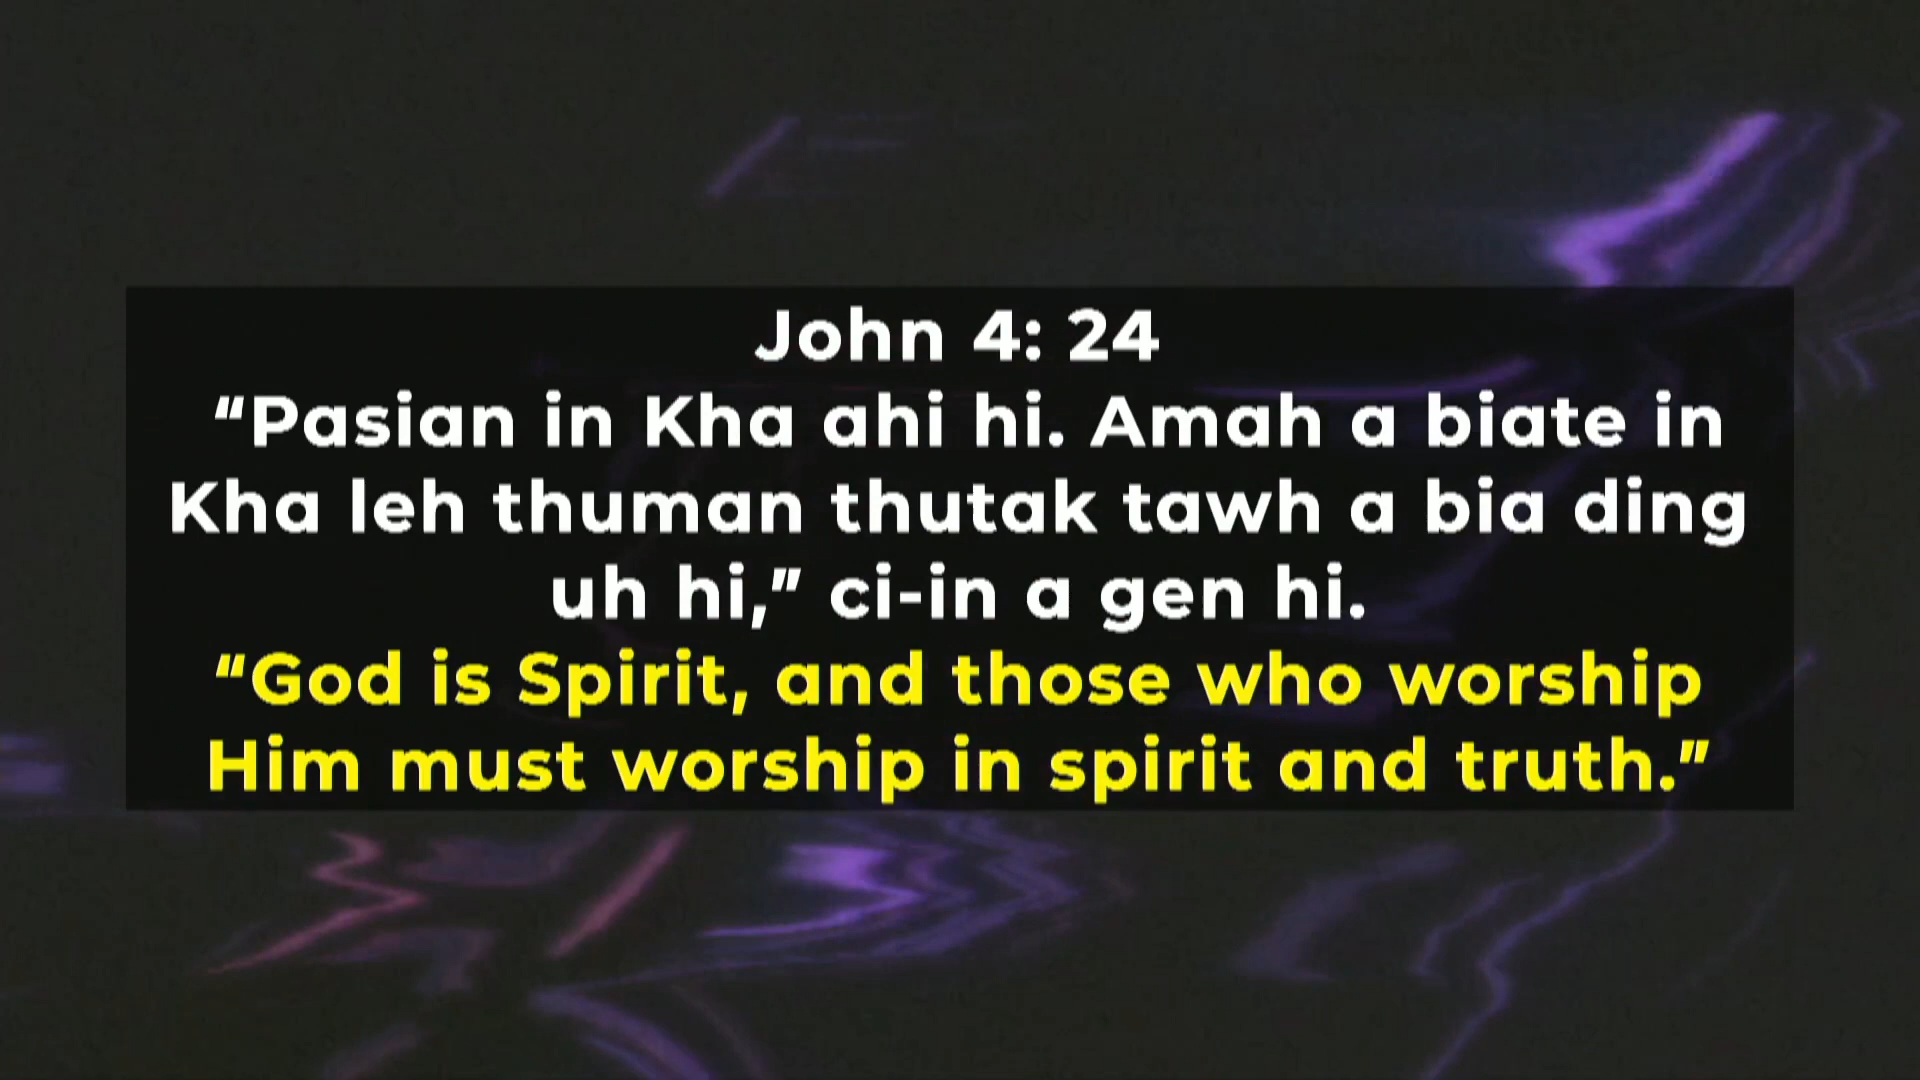 John 4: 24
“Pasian in Kha ahi hi. Amah a biate in
Kha leh thuman thutak tawh a bia ding
uh hi,” ci-in a gen hi.
“God is Spirit, and those who worship
Him must worship in spirit and truth.”